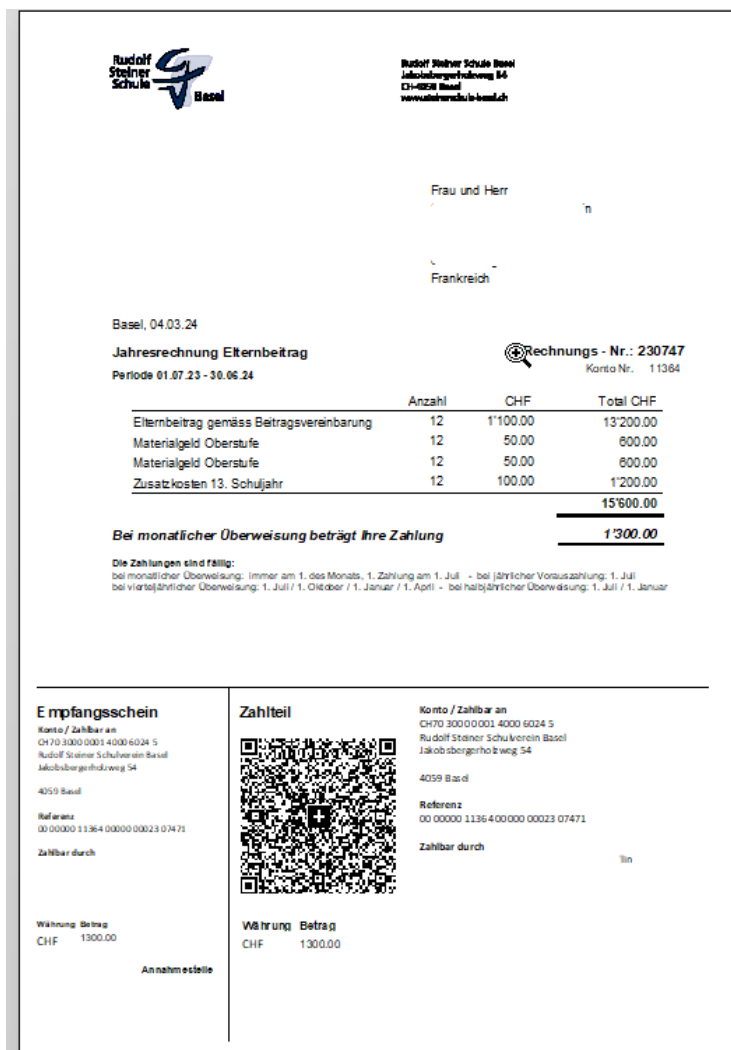 Rudolf
Steiner
Schule
Basel
Rudolf Steiner Schule Basel
Jakobsbergerholzweg 54
CH-4059 Basel
www.steinerschule-basel.ch
Frau und Herr
n
Frankreich
Basel, 04.03.24
Jahresrechnung Elternbeitrag
Rechnungs - Nr.: 230747
Periode 01.07.23 - 30.06.24
Konto Nr. 11364
Anzahl CHF Total CHF
Elternbeitrag gemäss Beitragsvereinbarung 12 1'100.00 13'200.00
Materialgeld Oberstufe 12 50.00 600.00
Materialgeld Oberstufe 12 50.00 600.00
Zusatzkosten 13. Schuljahr 12 100.00 1'200.00
15'600.00
Bei monatlicher Überweisung beträgt Ihre Zahlung 1'300.00
Die Zahlungen sind fällig:
bei monatlicher Überweisung: immer am 1. des Monats, 1. Zahlung am 1. Juli - bei jährlicher Vorauszahlung: 1. Juli
bei vierteljährlicher Überweisung: 1. Juli / 1. Oktober / 1. Januar / 1. April - bei halbjährlicher Überweisung: 1. Juli / 1. Januar
Empfangsschein
Konto / Zahlbar an
CH70 3000 0001 4000 6024 5
Rudolf Steiner Schulverein Basel
Jakobsbergerholzweg 54
4059 Basel
Referenz
00 00000 11364 00000 00023 07471
Zahlbar durch
Währung Betrag
CHF 1300.00
Annahmestelle
Zahlteil
Währung Betrag
CHF 1300.00
Konto / Zahlbar an
CH70 3000 0001 4000 6024 5
Rudolf Steiner Schulverein Basel
Jakobsbergerholzweg 54
4059 Basel
Referenz
00 00000 11364 00000 00023 07471
Zahlbar durch
lin